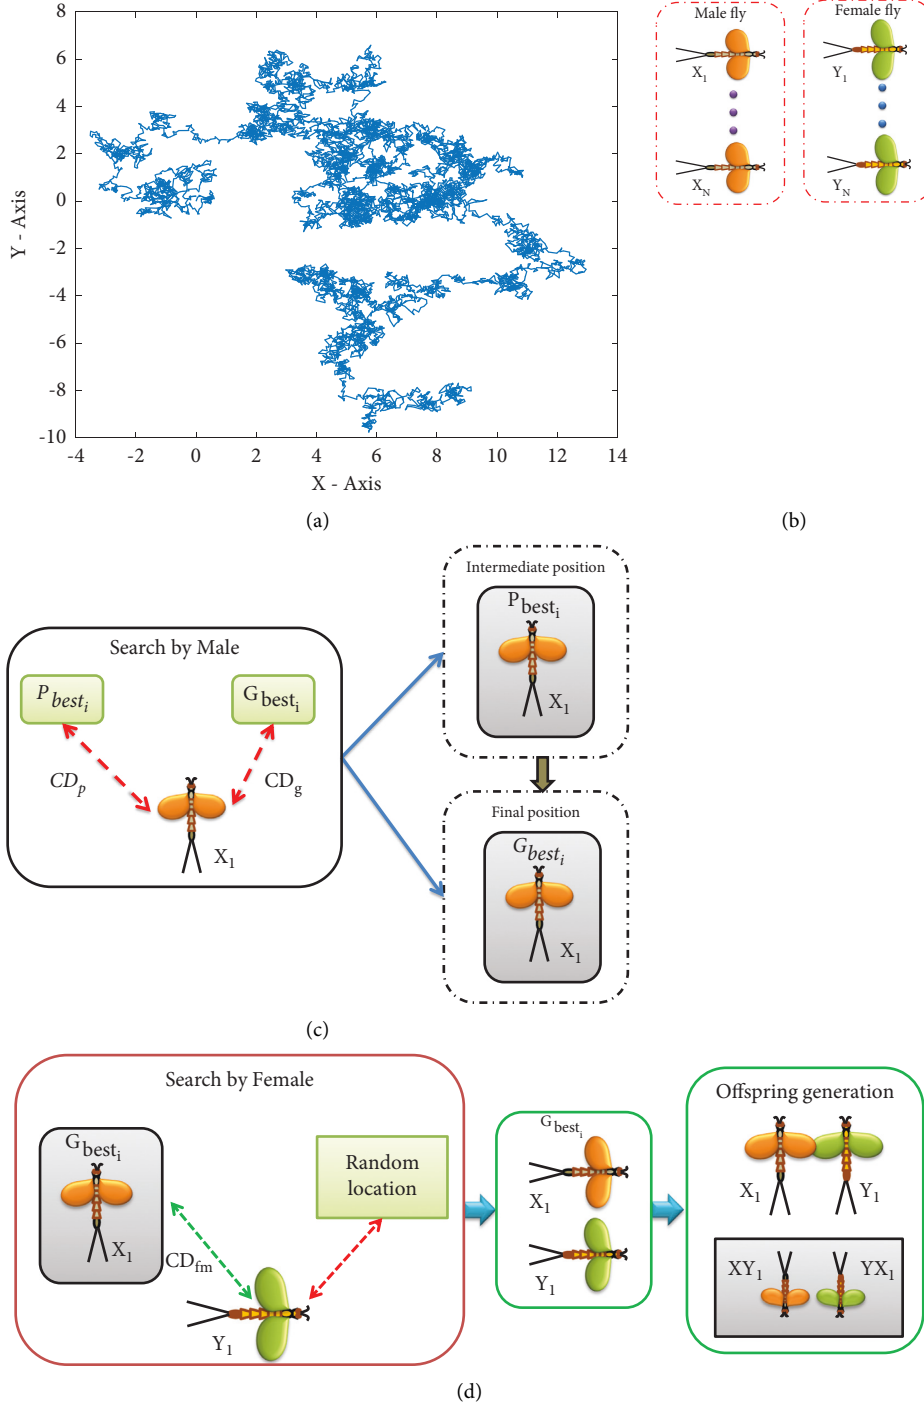 8
6
4
2
0
-2
-4
-6
-8
-10
Y - Axis
-4 -2 0 2 4 6 8 10 12 14
X - Axis
(a)
Male fly
X1
XN
Female fly
Y1
YN
(b)
Search by Male
Pbesti
Gbesti
CDp
CDg
X1
Intermediate position
Pbesti
X1
Final position
Gbesti
X1
(c)
Search by Female
Gbesti
X1
Random
location
CDfm
Y1
Gbesti
X1
Y1
Offspring generation
X1
Y1
XY1
YX1
(d)